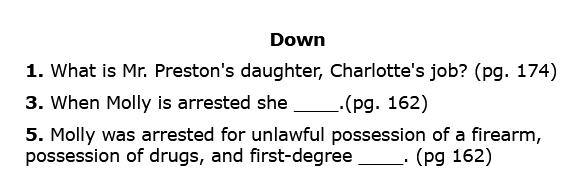 Down
1. What is Mr. Preston's daughter, Charlotte's job? (pg. 174)
3. When Molly is arrested she ____.(pg. 162)
5. Molly was arrested for unlawful possession of a firearm,
possession of drugs, and first-degree ____. (pg 162)